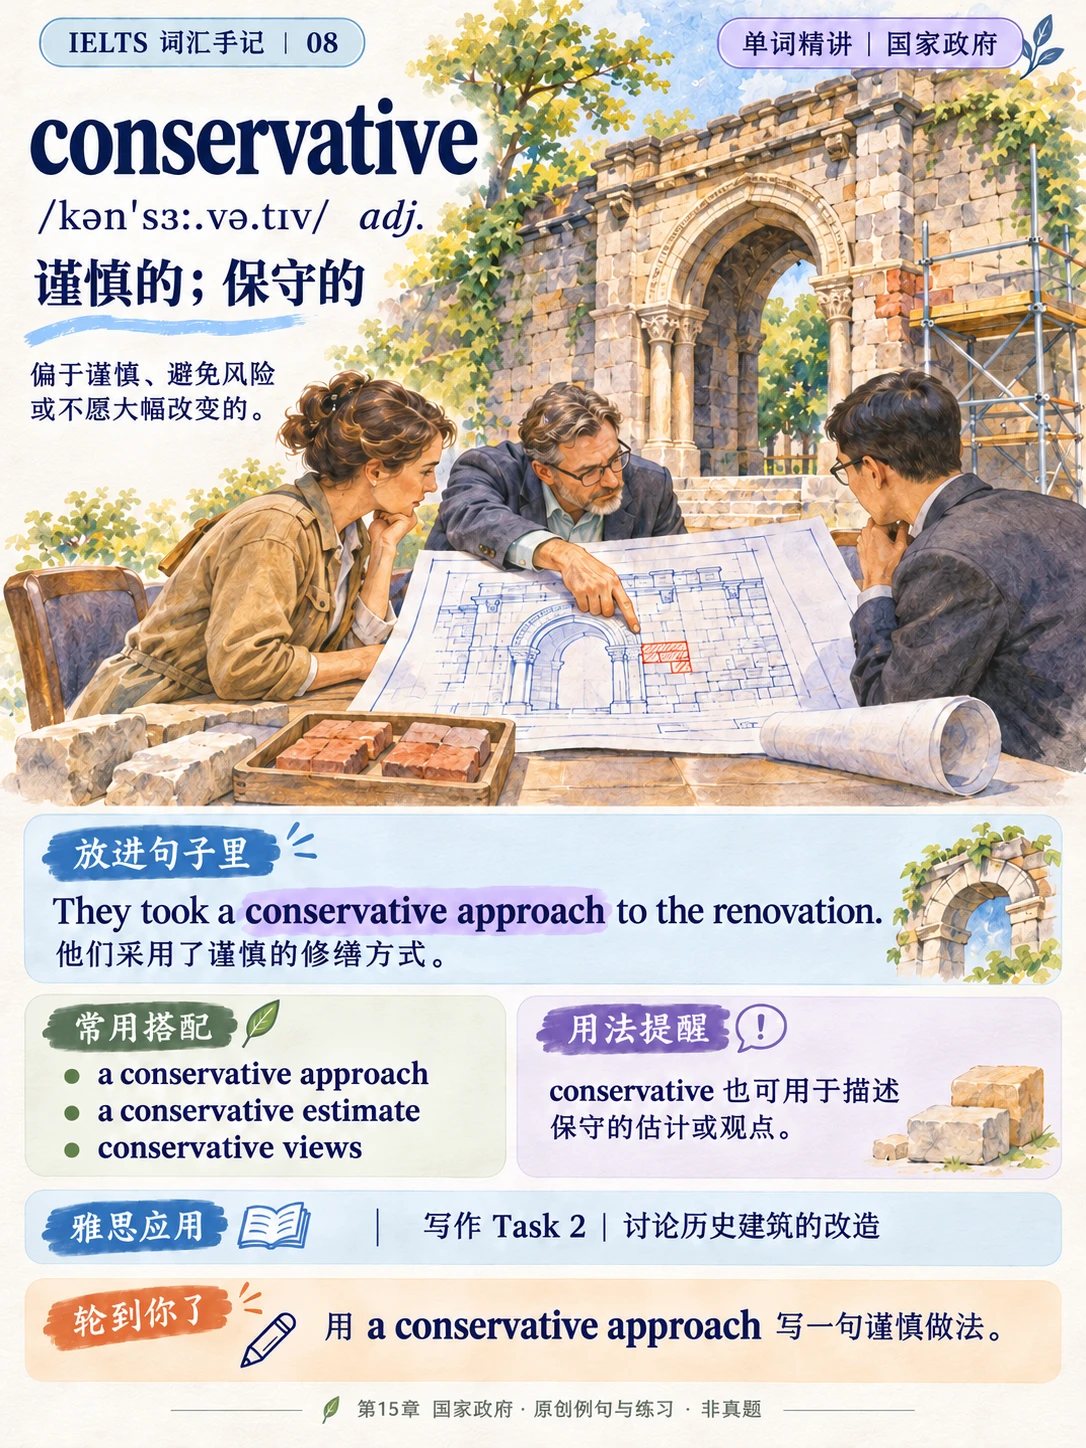 IELTS 词汇手记 | 08
单词精讲 | 国家政府
conservative
/kən'sɜː.və.tɪv/ adj.
谨慎的；保守的
偏于谨慎、避免风险
或不愿大幅改变的。
放进句子里
They took a conservative approach to the renovation.
他们采用了谨慎的修缮方式。
常用搭配
• a conservative approach
• a conservative estimate
• conservative views
用法提醒
conservative 也可用于描述
保守的估计或观点。
雅思应用
写作 Task 2 | 讨论历史建筑的改造
轮到你了
用 a conservative approach 写一句谨慎做法。
第15章 国家政府 · 原创例句与练习 · 非真题